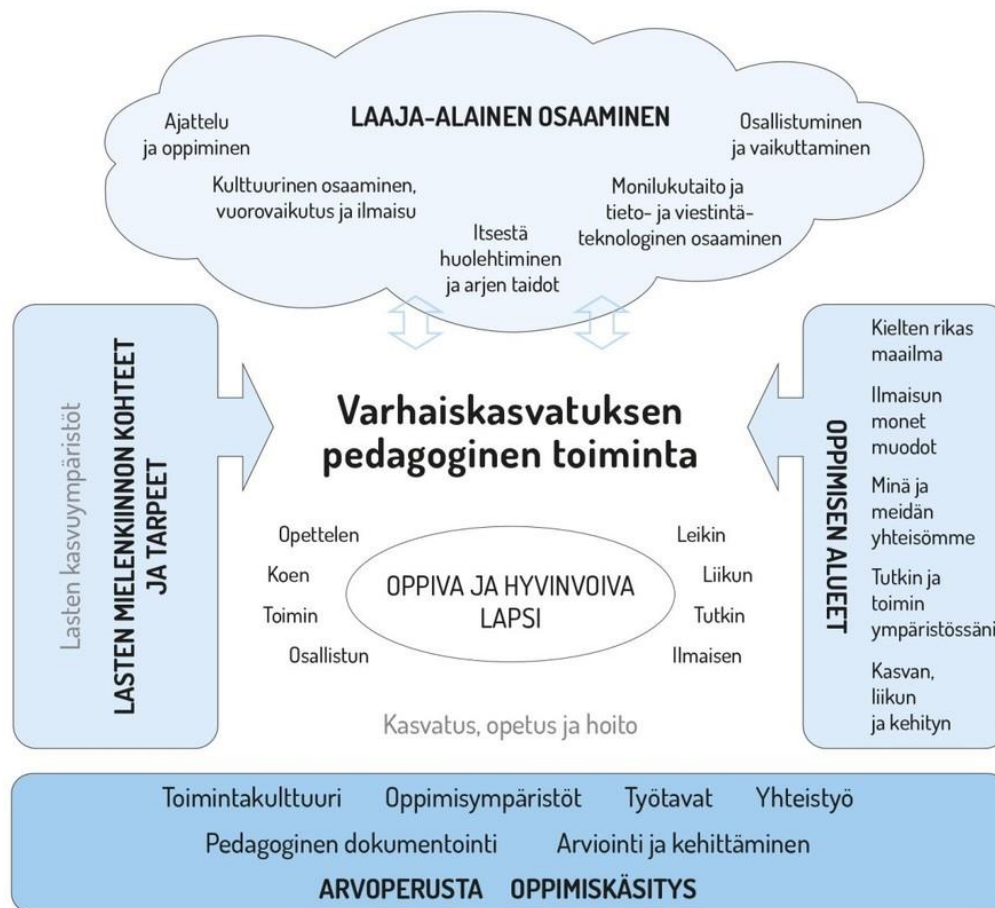 LAAJA-ALAINEN OSAAMINEN
Ajattelu
ja oppiminen
Kulttuurinen osaaminen,
vuorovaikutus ja ilmaisu
Itsestä
huolehtiminen
ja arjen taidot
Monilukutaito ja
tieto- ja viestintä-
teknologinen osaaminen
Osallistuminen
ja vaikuttaminen
Lasten kasvuympäristöt
LASTEN MIELENKIINNON KOHTEET
JA TARPEET
Varhaiskasvatuksen
pedagoginen toiminta
Opettelen
Koen
Toimin
Osallistun
OPPIVA JA HYVINVOIVA
LAPSI
Leikin
Liikun
Tutkin
Ilmaisen
Kasvatus, opetus ja hoito
OPPIMISEN ALUEET
Kielten rikas
maailma
Ilmaisun
monet
muodot
Minä ja
meidän
yhteisömme
Tutkin ja
toimin
ympäristössäni
Kasvan,
liikun
ja kehityn
Toimintakulttuuri Oppimisympäristöt Työtavat Yhteistyö
Pedagoginen dokumentointi Arviointi ja kehittäminen
ARVOPERUSTA OPPIMISKÄSITYS